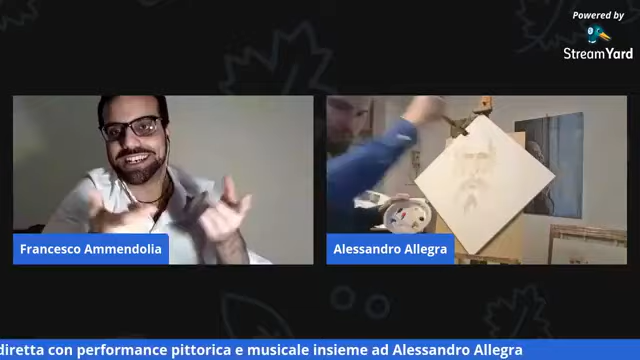 Powered by
StreamYard
Francesco Ammendolia
Alessandro Allegra
diretta con performance pittorica e musicale insieme ad Alessandro Allegra